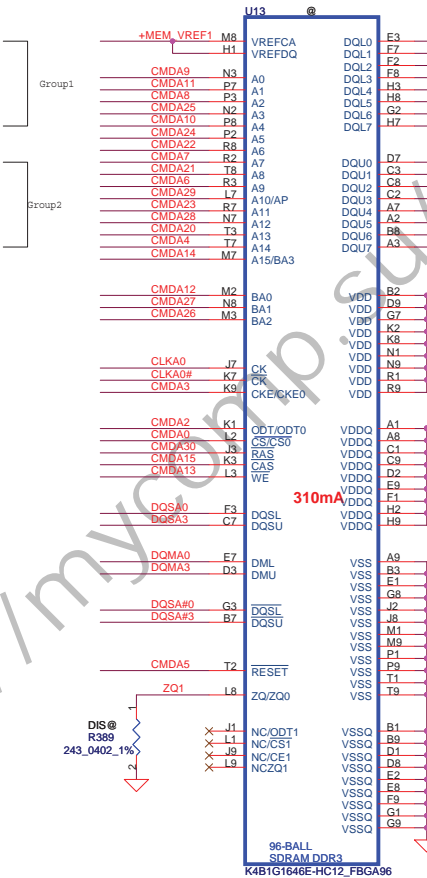 U13 @
+MEM_VREF1 M8 VREFCA DQL0 E3
H1 VREFDQ DQL1 F7
DQL2 F2
CMDA9 N3 A0 DQL3 F8
Group1 CMDA11 P7 A1 DQL4 H3
CMDA8 P3 A2 DQL5 H8
CMDA25 N2 A3 DQL6 G2
CMDA10 P8 A4 DQL7 H7
CMDA24 P2 A5
CMDA22 R8 A6
CMDA7 R2 A7 DQU0 D7
CMDA21 T8 A8 DQU1 C3
CMDA6 R3 A9 DQU2 C8
CMDA29 L7 A10/AP DQU3 C2
Group2 CMDA23 R7 A11 DQU4 A7
CMDA28 N7 A12 DQU5 A2
CMDA20 T3 A13 DQU6 B8
CMDA4 T7 A14 DQU7 A3
CMDA14 M7 A15/BA3
CMDA12 M2 BA0 VDD B2
CMDA27 N8 BA1 VDD D9
CMDA26 M3 BA2 VDD G7
VDD K2
VDD K8
VDD N1
CLKA0 J7 CK VDD N9
CLKA0# K7 CK VDD R1
CMDA3 K9 CKE/CKE0 VDD R9
CMDA2 K1 ODT/ODT0 VDDQ A1
CMDA0 L2 CS/CS0 VDDQ A8
CMDA30 J3 RAS VDDQ C1
CMDA15 K3 CAS VDDQ C9
CMDA13 L3 WE VDDQ D2
VDDQ E9
310mA VDDQ F1
DQSA0 F3 DQSL VDDQ H2
DQSA3 C7 DQSU VDDQ H9
DQMA0 E7 DML VSS A9
DQMA3 D3 DMU VSS B3
VSS E1
VSS G8
DQSA#0 G3 DQSL VSS J2
DQSA#3 B7 DQSU VSS J8
VSS M1
VSS M9
VSS P1
CMDA5 T2 RESET VSS P9
VSS T1
ZQ1 L8 ZQ/ZQ0 VSS T9
1
DIS@
R389
243_0402_1%
2
J1 NC/ODT1 VSSQ B1
L1 NC/CS1 VSSQ B9
J9 NC/CE1 VSSQ D1
L9 NCZQ1 VSSQ D8
VSSQ E2
VSSQ E8
VSSQ F9
VSSQ G1
VSSQ G9
96-BALL
SDRAM DDR3
K4B1G1646E-HC12_FBGA96
/mycomp.su/